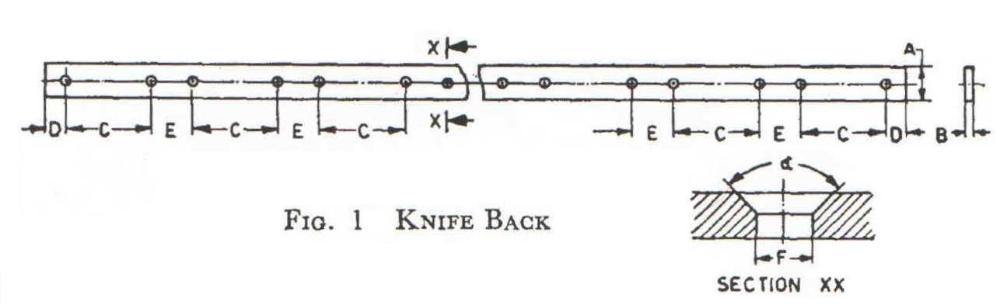 X
A
X
D C E C E C E C E C D B
α
FIG. 1 KNIFE BACK
F
SECTION XX